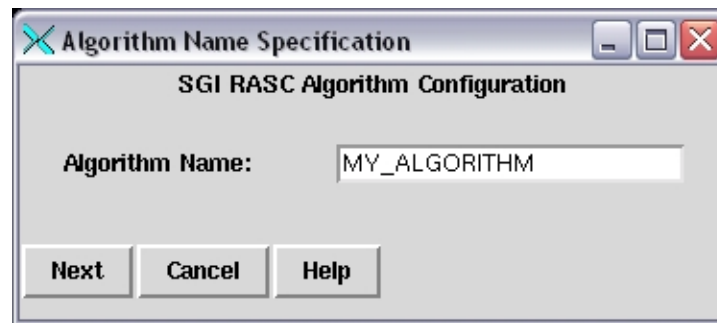 Algorithm Name Specification
SGI RASC Algorithm Configuration
Algorithm Name: MY_ALGORITHM
Next Cancel Help